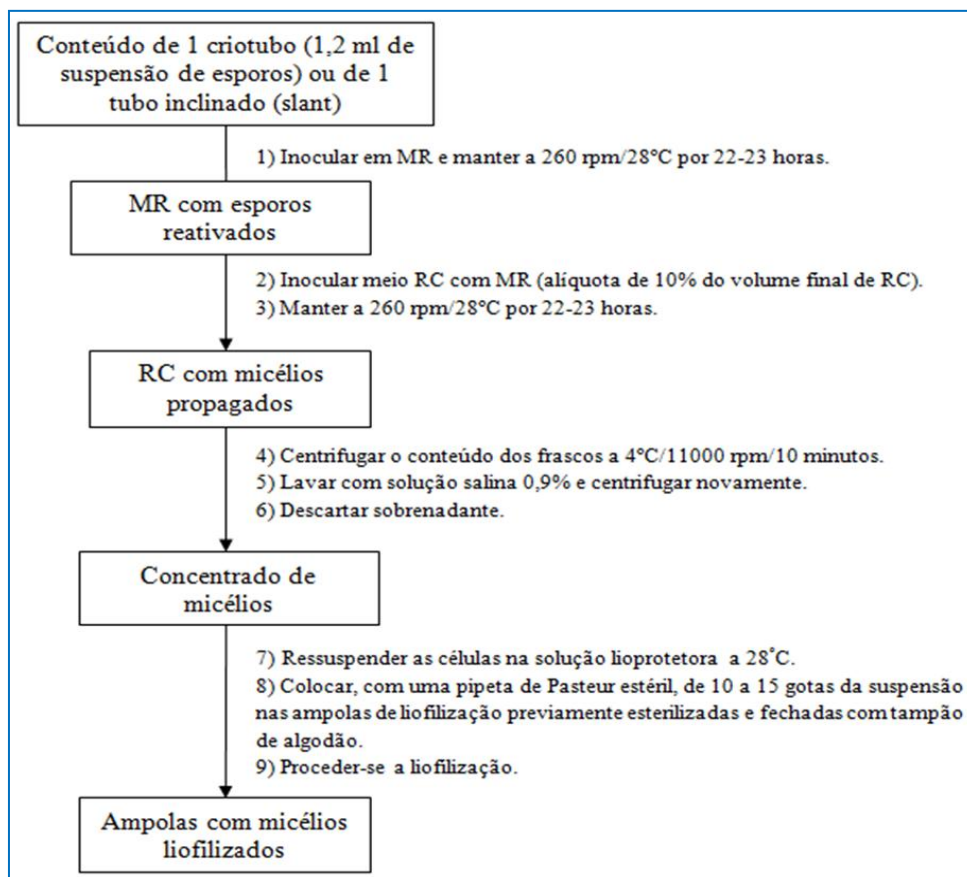 Conteúdo de 1 criotubo (1,2 ml de
suspensão de esporos) ou de 1
tubo inclinado (slant)
1) Inocular em MR e manter a 260 rpm/28°C por 22-23 horas.
MR com esporos
reativados
2) Inocular meio RC com MR (alíquota de 10% do volume final de RC).
3) Manter a 260 rpm/28°C por 22-23 horas.
RC com micélios
propagados
4) Centrifugar o conteúdo dos frascos a 4°C/11000 rpm/10 minutos.
5) Lavar com solução salina 0,9% e centrifugar novamente.
6) Descartar sobrenadante.
Concentrado de
micélios
7) Ressuspender as células na solução lioprotetora a 28°C.
8) Colocar, com uma pipeta de Pasteur estéril, de 10 a 15 gotas da suspensão
nas ampolas de liofilização previamente esterilizadas e fechadas com tampão
de algodão.
9) Proceder-se a liofilização.
Ampolas com micélios
liofilizados